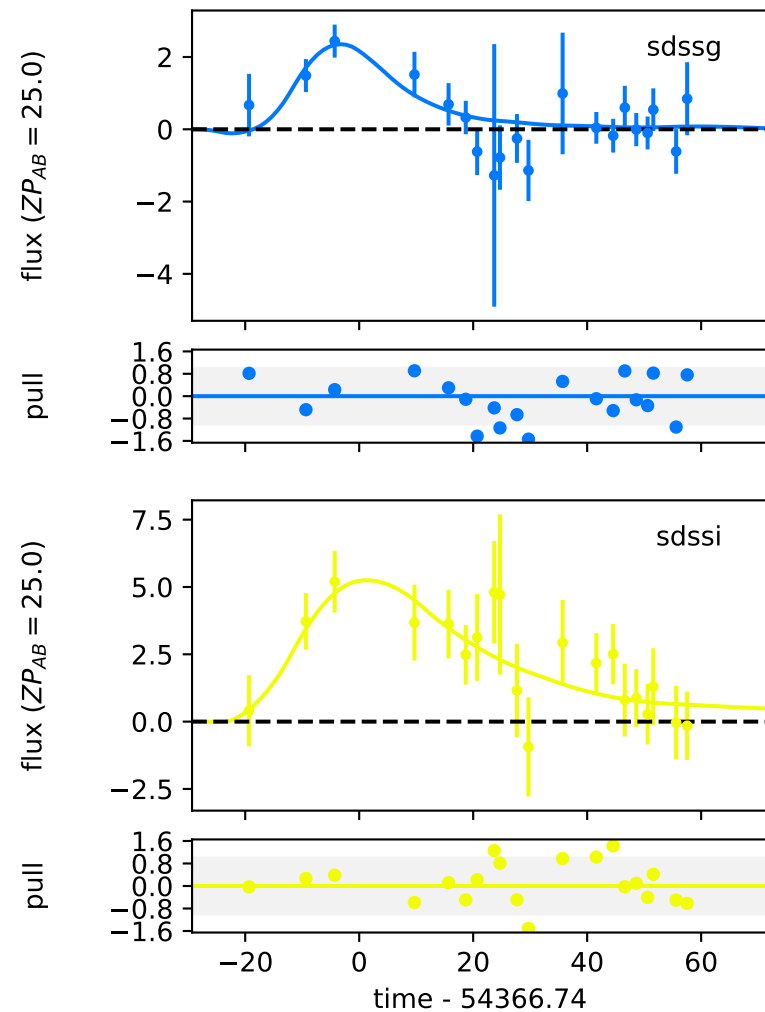 sdssg
flux (ZP_AB = 25.0)
2
0
−2
−4
pull
1.6
0.8
0.0
−0.8
−1.6
sdssi
flux (ZP_AB = 25.0)
7.5
5.0
2.5
0.0
−2.5
pull
1.6
0.8
0.0
−0.8
−1.6
−20 0 20 40 60
time - 54366.74